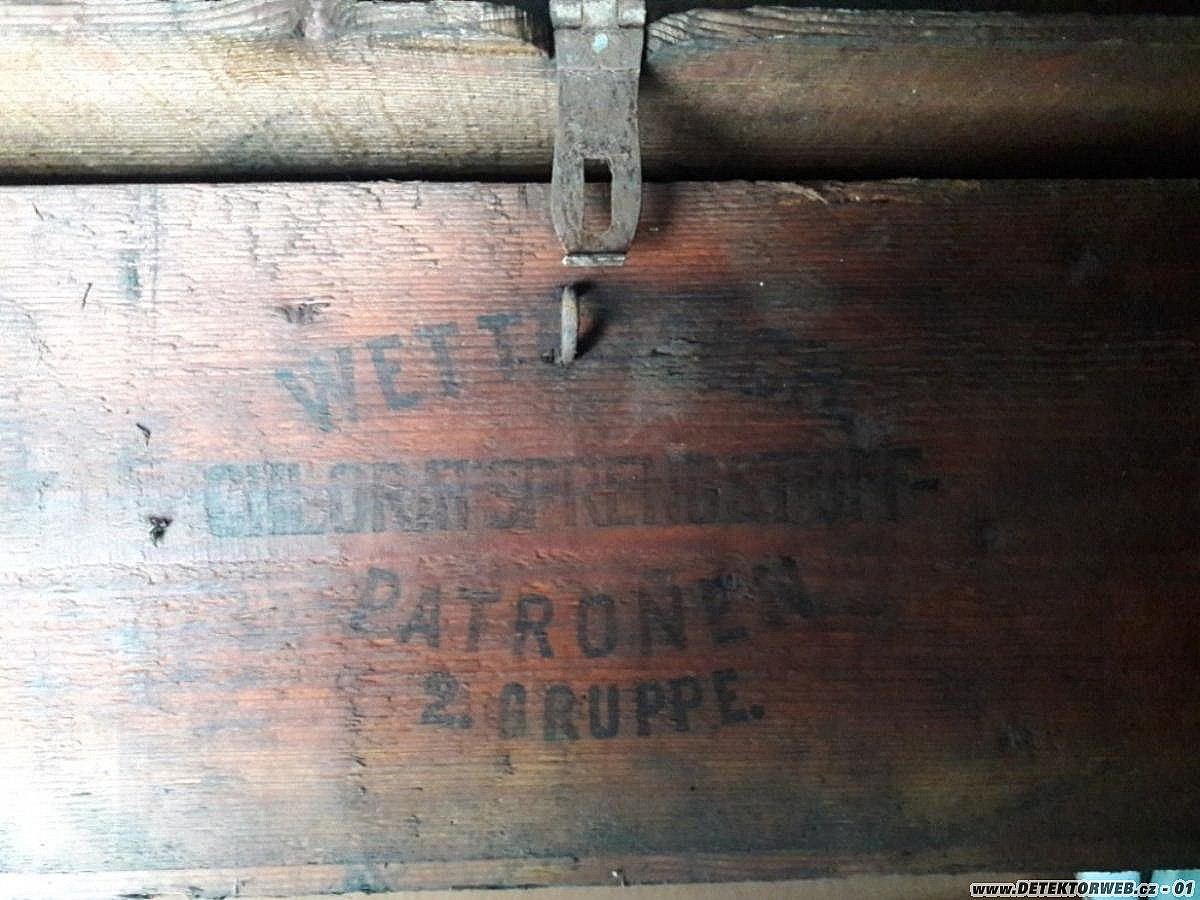 CHLORATSPRENGSTOFF-
PATRONEN
2. GRUPPE.
www.DETEKTORWEB.cz - 01